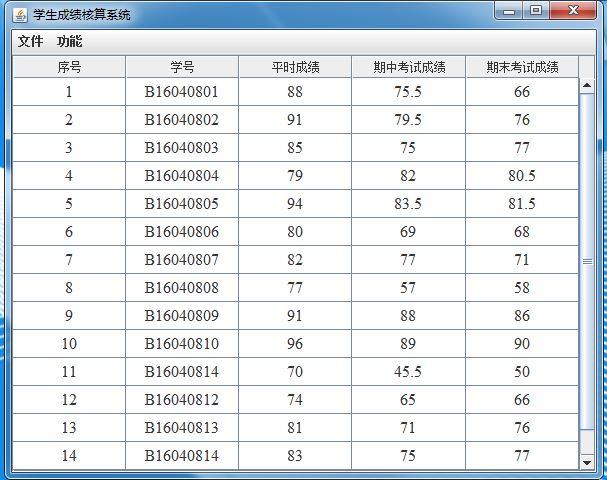 学生成绩核算系统
文件 功能
序号 学号 平时成绩 期中考试成绩 期末考试成绩
1 B16040801 88 75.5 66
2 B16040802 91 79.5 76
3 B16040803 85 75 77
4 B16040804 79 82 80.5
5 B16040805 94 83.5 81.5
6 B16040806 80 69 68
7 B16040807 82 77 71
8 B16040808 77 57 58
9 B16040809 91 88 86
10 B16040810 96 89 90
11 B16040814 70 45.5 50
12 B16040812 74 65 66
13 B16040813 81 71 76
14 B16040814 83 75 77